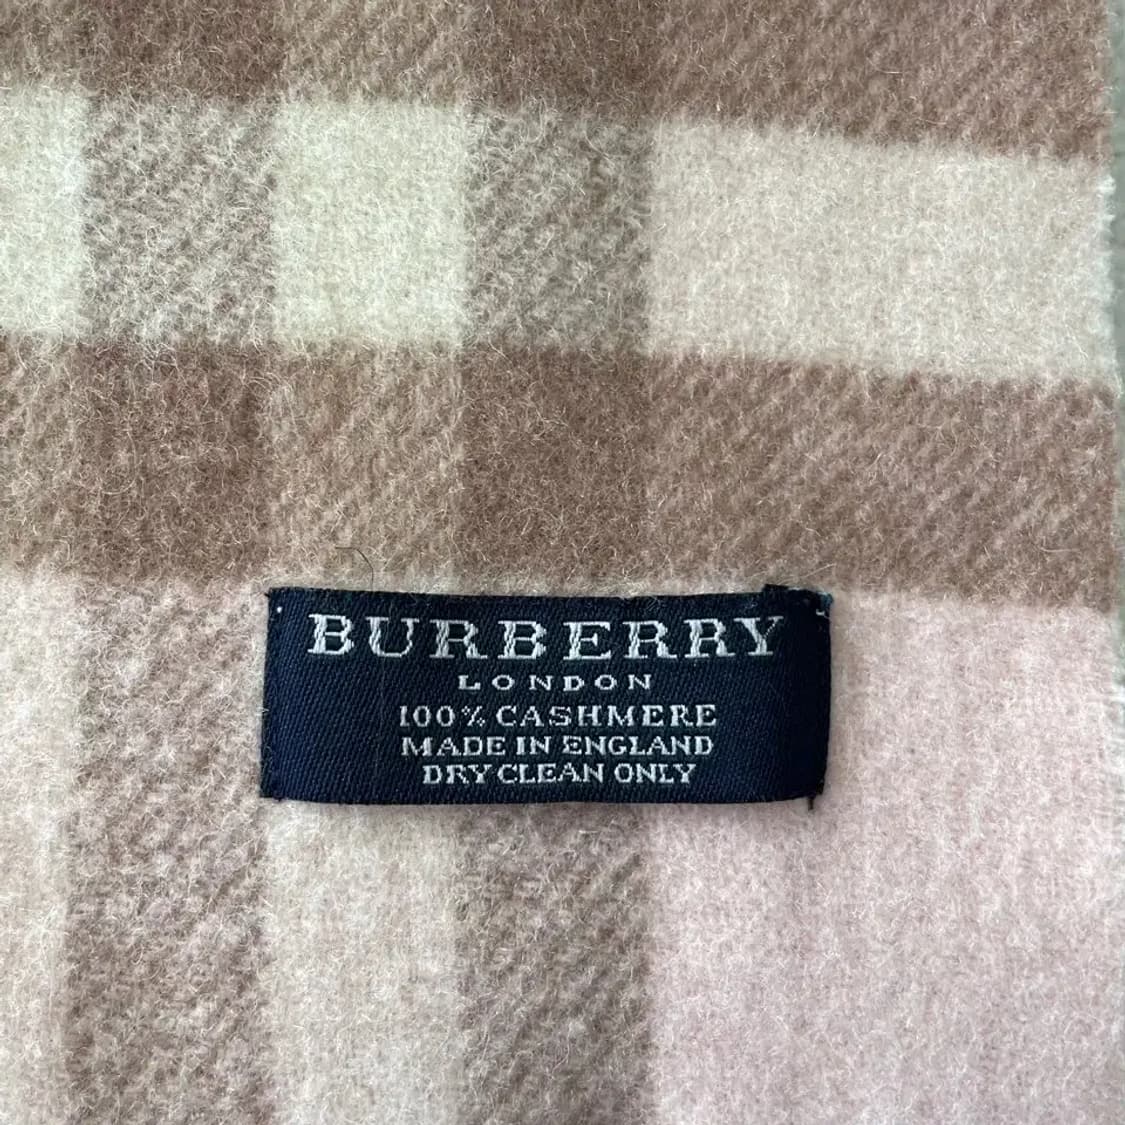 BURBERRY
LONDON
100% CASHMERE
MADE IN ENGLAND
DRY CLEAN ONLY